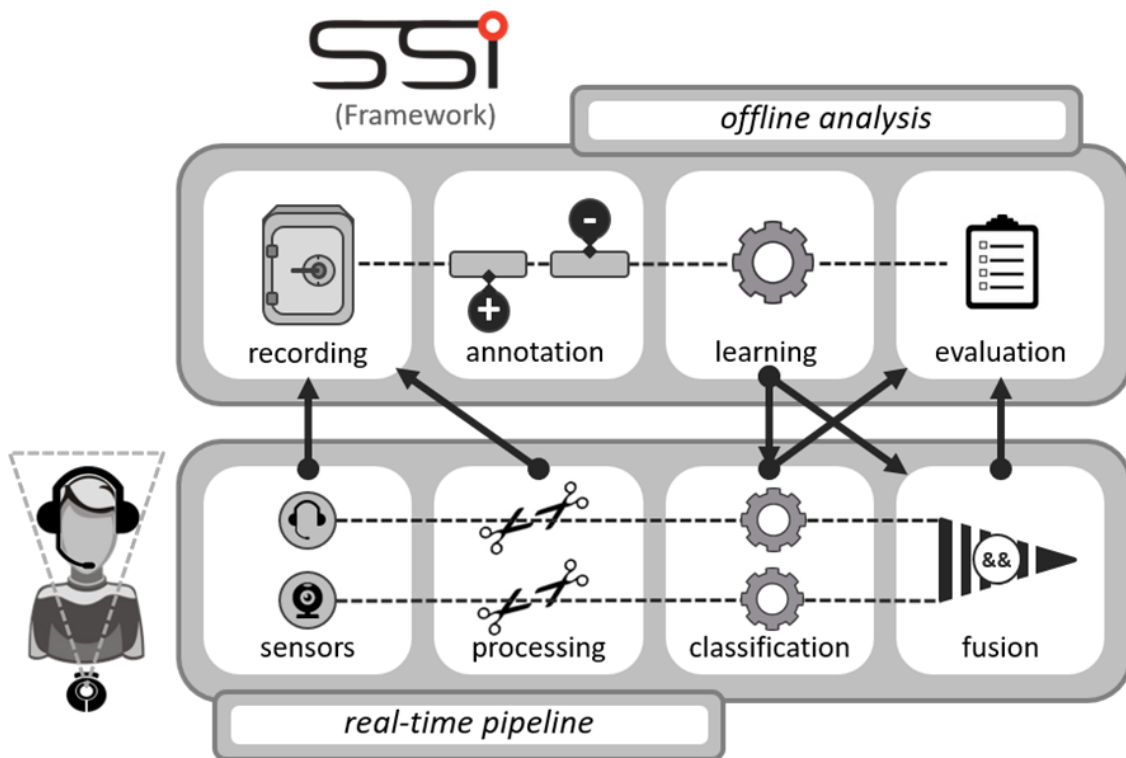 SSi
(Framework)
offline analysis
-
+
recording
annotation
learning
evaluation
&&
sensors
processing
classification
fusion
real-time pipeline